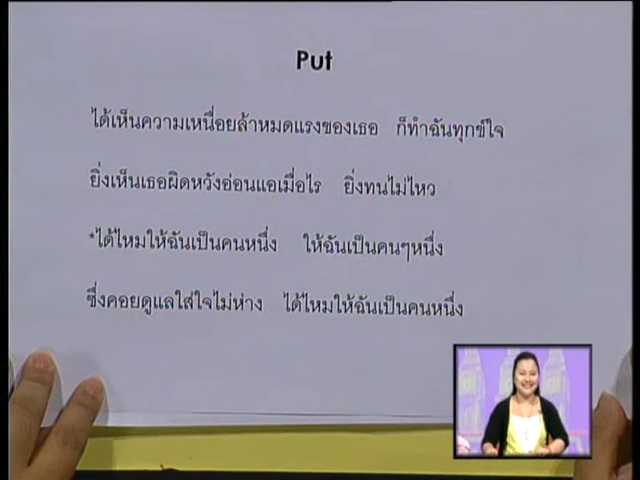 Put
ได้เห็นความเหนื่อยล้าหมดแรงของเธอ ก็ทำฉันทุกข์ใจ
ยิ่งเห็นเธอผิดหวังอ่อนแอเมื่อไร ยิ่งทนไม่ไหว
*ได้ไหมให้ฉันเป็นคนหนึ่ง ให้ฉันเป็นคนๆหนึ่ง
ซึ่งคอยดูแลใส่ใจไม่ห่าง ได้ไหมให้ฉันเป็นคนหนึ่ง